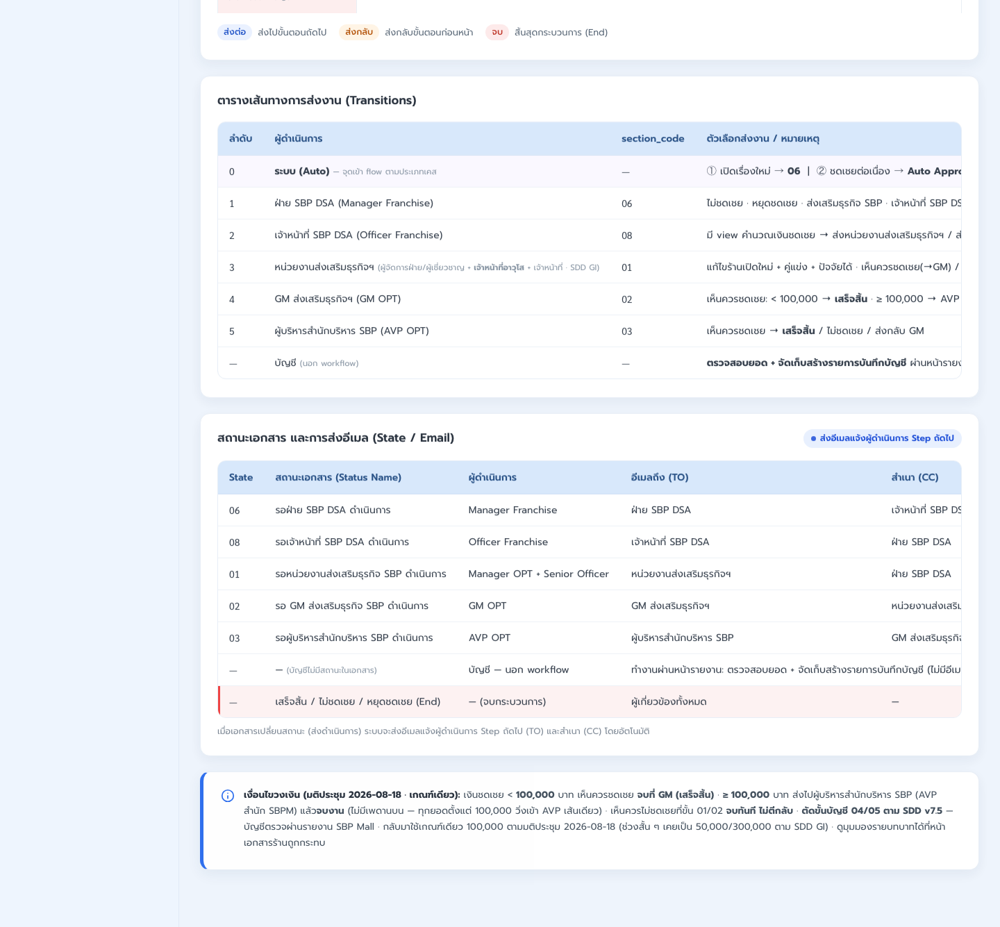 ส่งต่อ ส่งไปขั้นตอนถัดไป ส่งกลับ ส่งกลับขั้นตอนก่อนหน้า จบ สิ้นสุดกระบวนการ (End)
ตารางเส้นทางการส่งงาน (Transitions)
ลำดับ ผู้ดำเนินการ section_code ตัวเลือกส่งงาน / หมายเหตุ
0 ระบบ (Auto) — จุดเข้า flow ตามประเภทเคส — ① เปิดเรื่องใหม่ → 06 | ② ชดเชยต่อเนื่อง → Auto Appro
1 ฝ่าย SBP DSA (Manager Franchise) 06 ไม่ชดเชย · หยุดชดเชย · ส่งเสริมธุรกิจ SBP · เจ้าหน้าที่ SBP DS
2 เจ้าหน้าที่ SBP DSA (Officer Franchise) 08 มี view คำนวณเงินชดเชย → ส่งหน่วยงานส่งเสริมธุรกิจฯ / ส่
3 หน่วยงานส่งเสริมธุรกิจฯ (ผู้จัดการฝ่าย/ผู้เชี่ยวชาญ + เจ้าหน้าที่อาวุโส + เจ้าหน้าที่ · SDD GI) 01 แก้ไขร้านเปิดใหม่ + คู่แข่ง + ปัจจัยได้ · เห็นควรชดเชย(→GM) /
4 GM ส่งเสริมธุรกิจฯ (GM OPT) 02 เห็นควรชดเชย: < 100,000 → เสร็จสิ้น · ≥ 100,000 → AVP
5 ผู้บริหารสำนักบริหาร SBP (AVP OPT) 03 เห็นควรชดเชย → เสร็จสิ้น / ไม่ชดเชย / ส่งกลับ GM
— บัญชี (นอก workflow) — ตรวจสอบยอด + จัดเก็บสร้างรายการบันทึกบัญชี ผ่านหน้ารายง
สถานะเอกสาร และการส่งอีเมล (State / Email) ส่งอีเมลแจ้งผู้ดำเนินการ Step ถัดไป
State สถานะเอกสาร (Status Name) ผู้ดำเนินการ อีเมลถึง (TO) สำเนา (CC)
06 รอฝ่าย SBP DSA ดำเนินการ Manager Franchise ฝ่าย SBP DSA เจ้าหน้าที่ SBP DS
08 รอเจ้าหน้าที่ SBP DSA ดำเนินการ Officer Franchise เจ้าหน้าที่ SBP DSA ฝ่าย SBP DSA
01 รอหน่วยงานส่งเสริมธุรกิจ SBP ดำเนินการ Manager OPT + Senior Officer หน่วยงานส่งเสริมธุรกิจฯ ฝ่าย SBP DSA
02 รอ GM ส่งเสริมธุรกิจ SBP ดำเนินการ GM OPT GM ส่งเสริมธุรกิจฯ หน่วยงานส่งเสริม
03 รอผู้บริหารสำนักบริหาร SBP ดำเนินการ AVP OPT ผู้บริหารสำนักบริหาร SBP GM ส่งเสริมธุรกิจ
— — (บัญชีไม่มีสถานะในเอกสาร) บัญชี — นอก workflow ทำงานผ่านหน้ารายงาน: ตรวจสอบยอด + จัดเก็บสร้างรายการบันทึกบัญชี (ไม่มีอีเม
— เสร็จสิ้น / ไม่ชดเชย / หยุดชดเชย (End) — (จบกระบวนการ) ผู้เกี่ยวข้องทั้งหมด —
เมื่อเอกสารเปลี่ยนสถานะ (ส่งดำเนินการ) ระบบจะส่งอีเมลแจ้งผู้ดำเนินการ Step ถัดไป (TO) และสำเนา (CC) โดยอัตโนมัติ
เงื่อนไขวงเงิน (มติประชุม 2026-08-18 · เกณฑ์เดียว): เงินชดเชย < 100,000 บาท เห็นควรชดเชย จบที่ GM (เสร็จสิ้น) · ≥ 100,000 บาท ส่งไปผู้บริหารสำนักบริหาร SBP (AVP
สำนัก SBPM) แล้วจบงาน (ไม่มีเพดานบน — ทุกยอดตั้งแต่ 100,000 วิ่งเข้า AVP เส้นเดียว) · เห็นควรไม่ชดเชยที่ขั้น 01/02 จบทันที ไม่ตีกลับ · ตัดขั้นบัญชี 04/05 ตาม SDD v7.5 —
บัญชีตรวจผ่านรายงาน SBP Mall · กลับมาใช้เกณฑ์เดียว 100,000 ตามมติประชุม 2026-08-18 (ช่วงสั้น ๆ เคยเป็น 50,000/300,000 ตาม SDD GI) · ดูมุมมองรายบทบาทได้ที่หน้า
เอกสารร้านถูกกระทบ